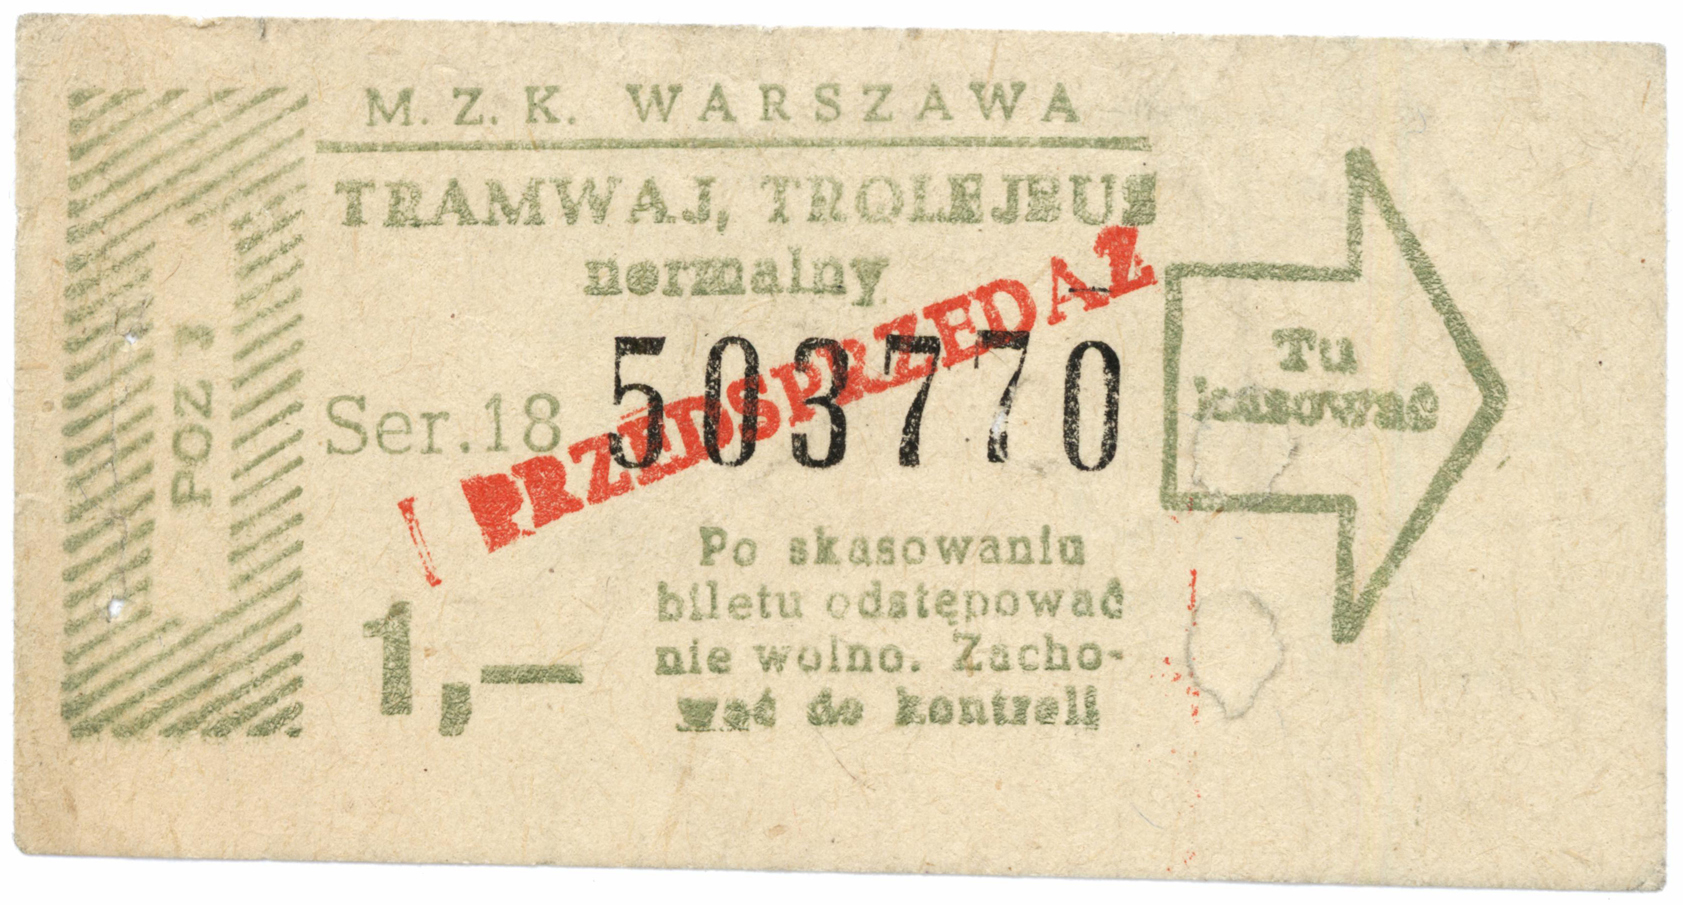 M. Z. K. WARSZAWA
TRAMWAJ, TROLEJBUS
normalny
PRZEDSPRZEDAŻ
Ser.18 503770
POZ 3
1,—
Po skasowaniu
biletu odstępować
nie wolno. Zacho-
wać do kontroli
Tu
kasować